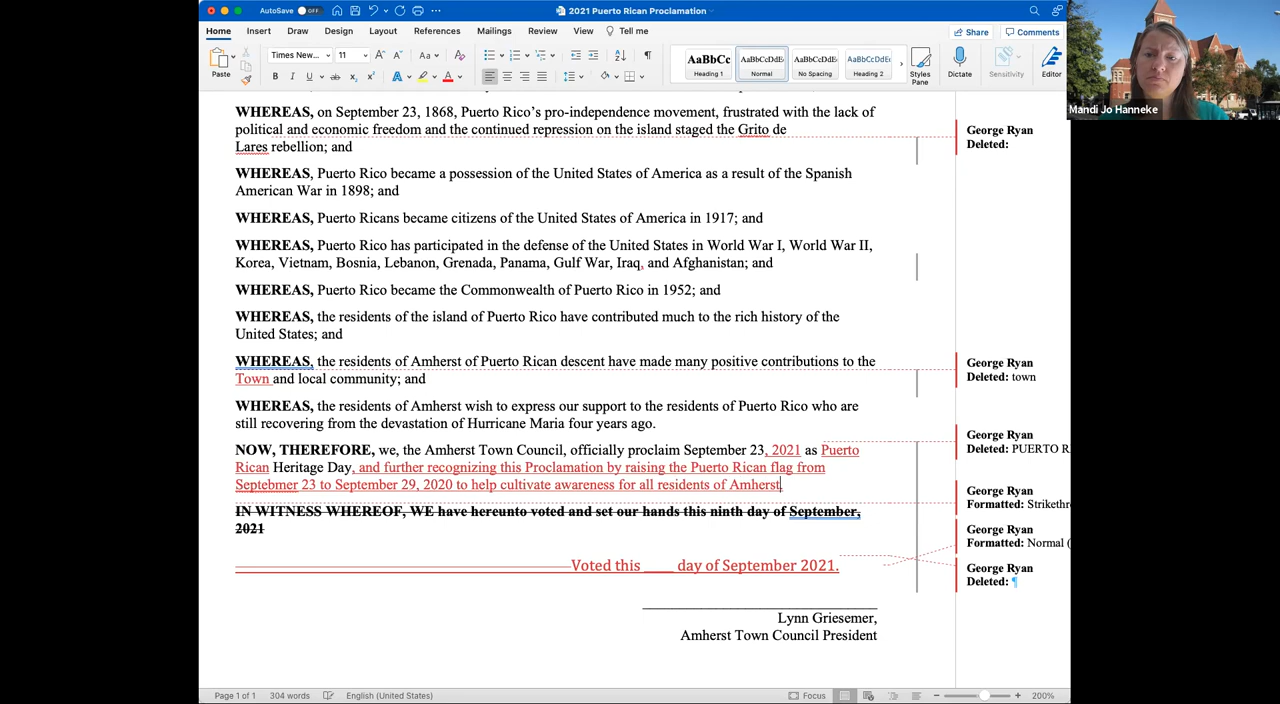 AutoSave OFF 2021 Puerto Rican Proclamation
Home Insert Draw Design Layout References Mailings Review View Tell me Share Comments
Paste Times New... 11 Aa AaBbCc AaBbCcDdE AaBbCcDdE AaBbCcDdEe
Heading 1 Normal No Spacing Heading 2 Styles Pane Dictate Sensitivity Editor
Mandi Jo Hanneke
WHEREAS, on September 23, 1868, Puerto Rico's pro-independence movement, frustrated with the lack of
political and economic freedom and the continued repression on the island staged the Grito de
Lares rebellion; and
George Ryan
Deleted:
WHEREAS, Puerto Rico became a possession of the United States of America as a result of the Spanish
American War in 1898; and
WHEREAS, Puerto Ricans became citizens of the United States of America in 1917; and
WHEREAS, Puerto Rico has participated in the defense of the United States in World War I, World War II,
Korea, Vietnam, Bosnia, Lebanon, Grenada, Panama, Gulf War, Iraq, and Afghanistan; and
WHEREAS, Puerto Rico became the Commonwealth of Puerto Rico in 1952; and
WHEREAS, the residents of the island of Puerto Rico have contributed much to the rich history of the
United States; and
WHEREAS, the residents of Amherst of Puerto Rican descent have made many positive contributions to the
Town and local community; and
George Ryan
Deleted: town
WHEREAS, the residents of Amherst wish to express our support to the residents of Puerto Rico who are
still recovering from the devastation of Hurricane Maria four years ago.
NOW, THEREFORE, we, the Amherst Town Council, officially proclaim September 23, 2021 as Puerto
Rican Heritage Day, and further recognizing this Proclamation by raising the Puerto Rican flag from
Septebmer 23 to September 29, 2020 to help cultivate awareness for all residents of Amherst.
George Ryan
Deleted: PUERTO R
IN WITNESS WHEREOF, WE have hereunto voted and set our hands this ninth day of September,
2021
George Ryan
Formatted: Strikethr
George Ryan
Formatted: Normal (
Voted this ____ day of September 2021.
George Ryan
Deleted: ¶
Lynn Griesemer,
Amherst Town Council President
Page 1 of 1 304 words English (United States) Focus 200%